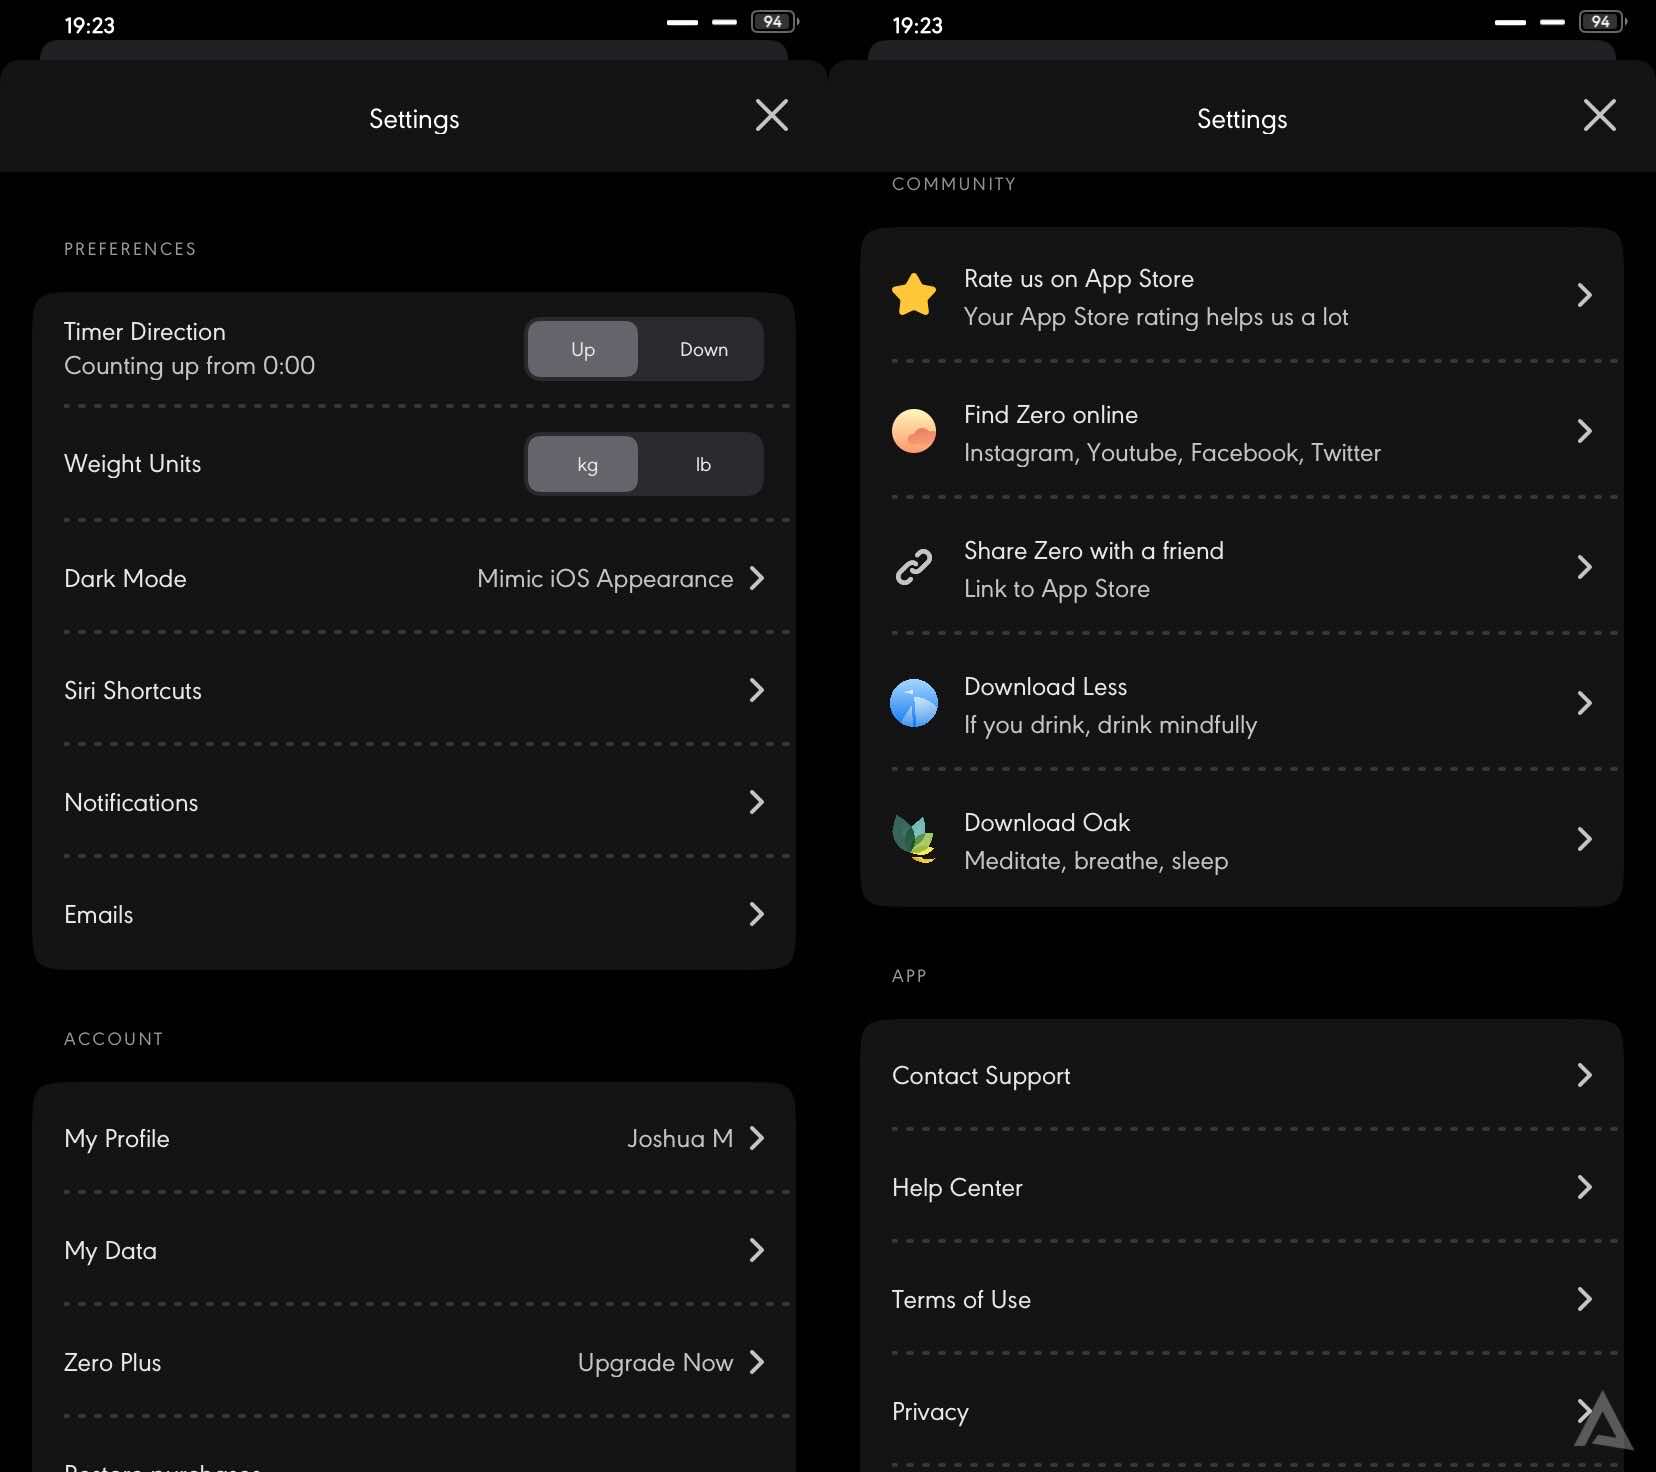 19:23
94
Settings
PREFERENCES
Timer Direction
Counting up from 0:00
Up
Down
Weight Units
kg
lb
Dark Mode
Mimic iOS Appearance
Siri Shortcuts
Notifications
Emails
ACCOUNT
My Profile
Joshua M
My Data
Zero Plus
Upgrade Now
Restore purchases
19:23
94
Settings
COMMUNITY
Rate us on App Store
Your App Store rating helps us a lot
Find Zero online
Instagram, Youtube, Facebook, Twitter
Share Zero with a friend
Link to App Store
Download Less
If you drink, drink mindfully
Download Oak
Meditate, breathe, sleep
APP
Contact Support
Help Center
Terms of Use
Privacy